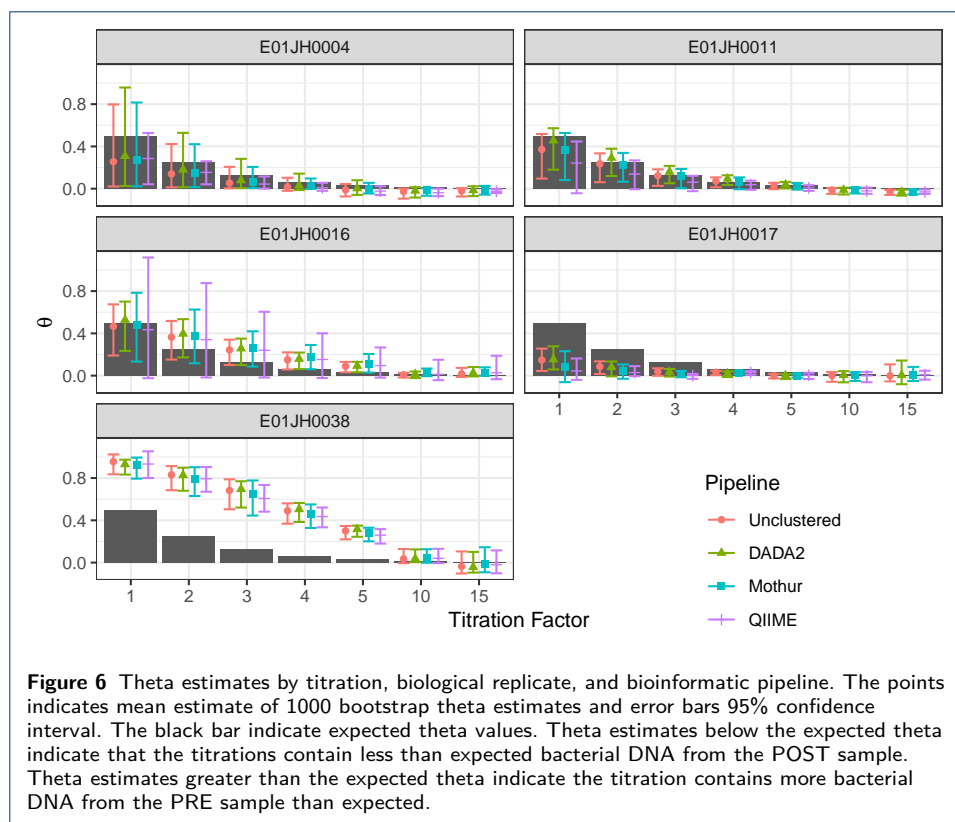 E01JH0004
E01JH0011
0.8
0.4
0.0
E01JH0016
E01JH0017
θ
0.8
0.4
0.0
1 2 3 4 5 10 15
E01JH0038
0.8
0.4
0.0
1 2 3 4 5 10 15
Titration Factor
Pipeline
Unclustered
DADA2
Mothur
QIIME
Figure 6 Theta estimates by titration, biological replicate, and bioinformatic pipeline. The points
indicates mean estimate of 1000 bootstrap theta estimates and error bars 95% confidence
interval. The black bar indicate expected theta values. Theta estimates below the expected theta
indicate that the titrations contain less than expected bacterial DNA from the POST sample.
Theta estimates greater than the expected theta indicate the titration contains more bacterial
DNA from the PRE sample than expected.